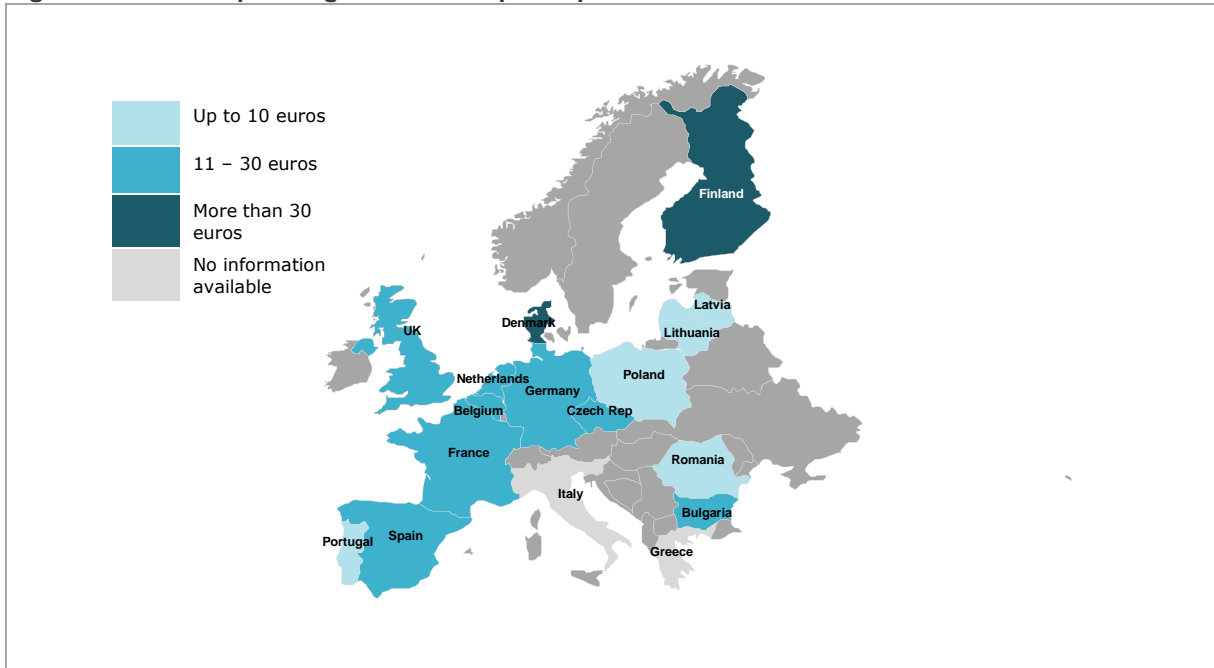 Up to 10 euros
11 – 30 euros
More than 30
euros
No information
available
Finland
Latvia
Lithuania
Denmark
UK
Netherlands
Germany
Poland
Belgium
Czech Rep
France
Romania
Italy
Bulgaria
Spain
Portugal
Greece